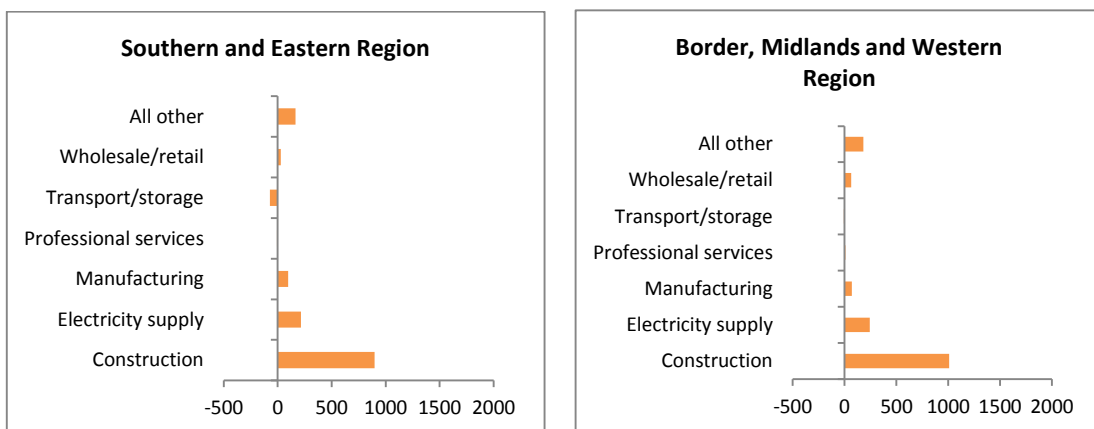 Southern and Eastern Region
All other
Wholesale/retail
Transport/storage
Professional services
Manufacturing
Electricity supply
Construction
-500 0 500 1000 1500 2000
Border, Midlands and Western
Region
All other
Wholesale/retail
Transport/storage
Professional services
Manufacturing
Electricity supply
Construction
-500 0 500 1000 1500 2000